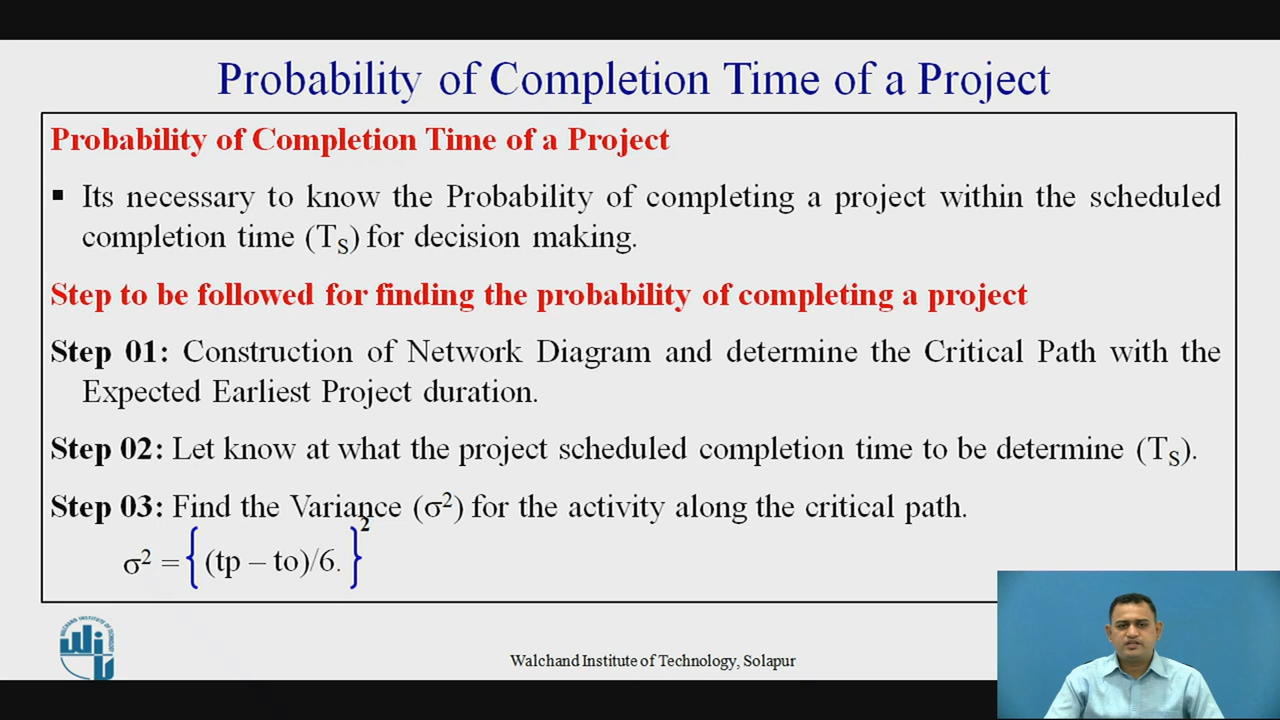 Probability of Completion Time of a Project
Probability of Completion Time of a Project
▪ Its necessary to know the Probability of completing a project within the scheduled
completion time (T_S) for decision making.
Step to be followed for finding the probability of completing a project
Step 01: Construction of Network Diagram and determine the Critical Path with the
Expected Earliest Project duration.
Step 02: Let know at what the project scheduled completion time to be determine (T_S).
Step 03: Find the Variance (σ²) for the activity along the critical path.
σ² = {(tp – to)/6.}²
Walchand Institute of Technology, Solapur